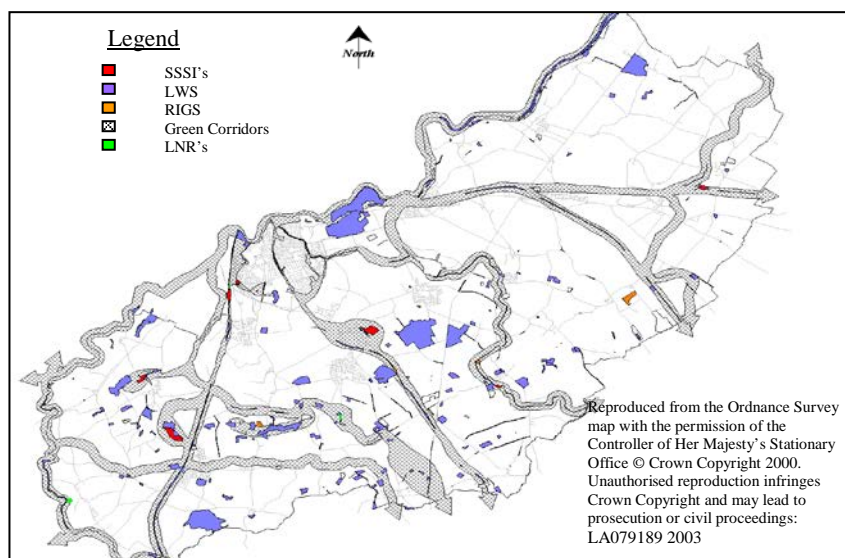 Legend
North
SSSI's
LWS
RIGS
Green Corridors
LNR's
Reproduced from the Ordnance Survey
map with the permission of the
Controller of Her Majesty's Stationary
Office © Crown Copyright 2000.
Unauthorised reproduction infringes
Crown Copyright and may lead to
prosecution or civil proceedings:
LA079189 2003